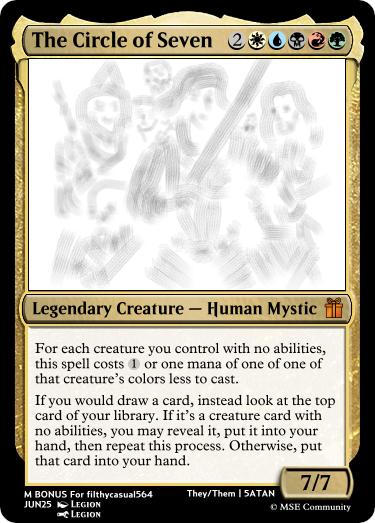 The Circle of Seven 2
Legendary Creature — Human Mystic
For each creature you control with no abilities,
this spell costs 1 or one mana of one of one of
that creature's colors less to cast.
If you would draw a card, instead look at the top
card of your library. If it's a creature card with
no abilities, you may reveal it, put it into your
hand, then repeat this process. Otherwise, put
that card into your hand.
7/7
M BONUS For filthycasual564 They/Them | 5ATAN
JUN25 LEGION © MSE Community
LEGION